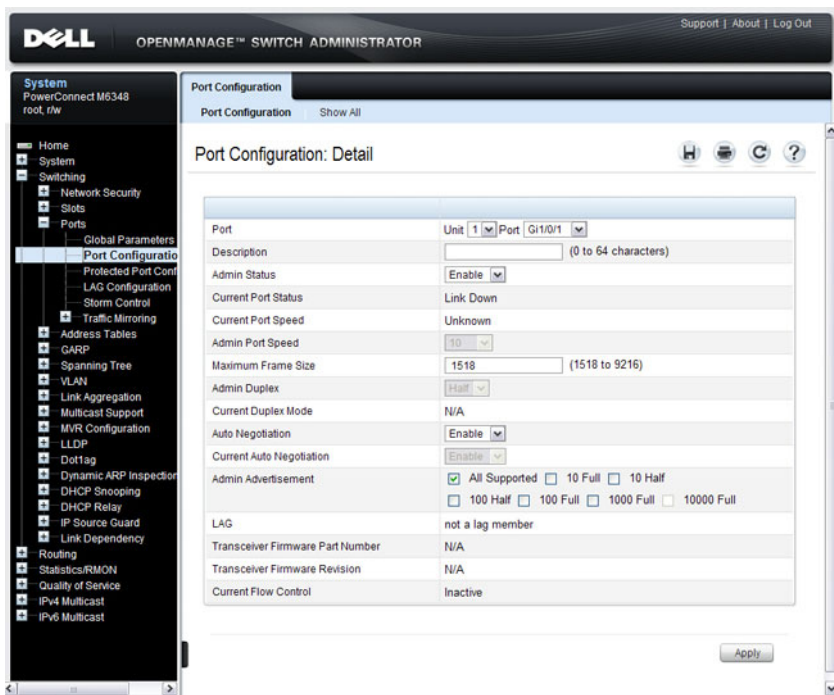 Support | About | Log Out
DELL
OPENMANAGE™ SWITCH ADMINISTRATOR
System
PowerConnect M6348
root, r/w
Home
System
Switching
Network Security
Slots
Ports
Global Parameters
Port Configuratio
Protected Port Conf
LAG Configuration
Storm Control
Traffic Mirroring
Address Tables
GARP
Spanning Tree
VLAN
Link Aggregation
Multicast Support
MVR Configuration
LLDP
Dot1ag
Dynamic ARP Inspection
DHCP Snooping
DHCP Relay
IP Source Guard
Link Dependency
Routing
Statistics/RMON
Quality of Service
IPv4 Multicast
IPv6 Multicast
Port Configuration
Port Configuration Show All
Port Configuration: Detail
Port Unit 1 Port Gi1/0/1
Description (0 to 64 characters)
Admin Status Enable
Current Port Status Link Down
Current Port Speed Unknown
Admin Port Speed 10
Maximum Frame Size 1518 (1518 to 9216)
Admin Duplex Half
Current Duplex Mode N/A
Auto Negotiation Enable
Current Auto Negotiation Enable
Admin Advertisement All Supported 10 Full 10 Half
100 Half 100 Full 1000 Full 10000 Full
LAG not a lag member
Transceiver Firmware Part Number N/A
Transceiver Firmware Revision N/A
Current Flow Control Inactive
Apply